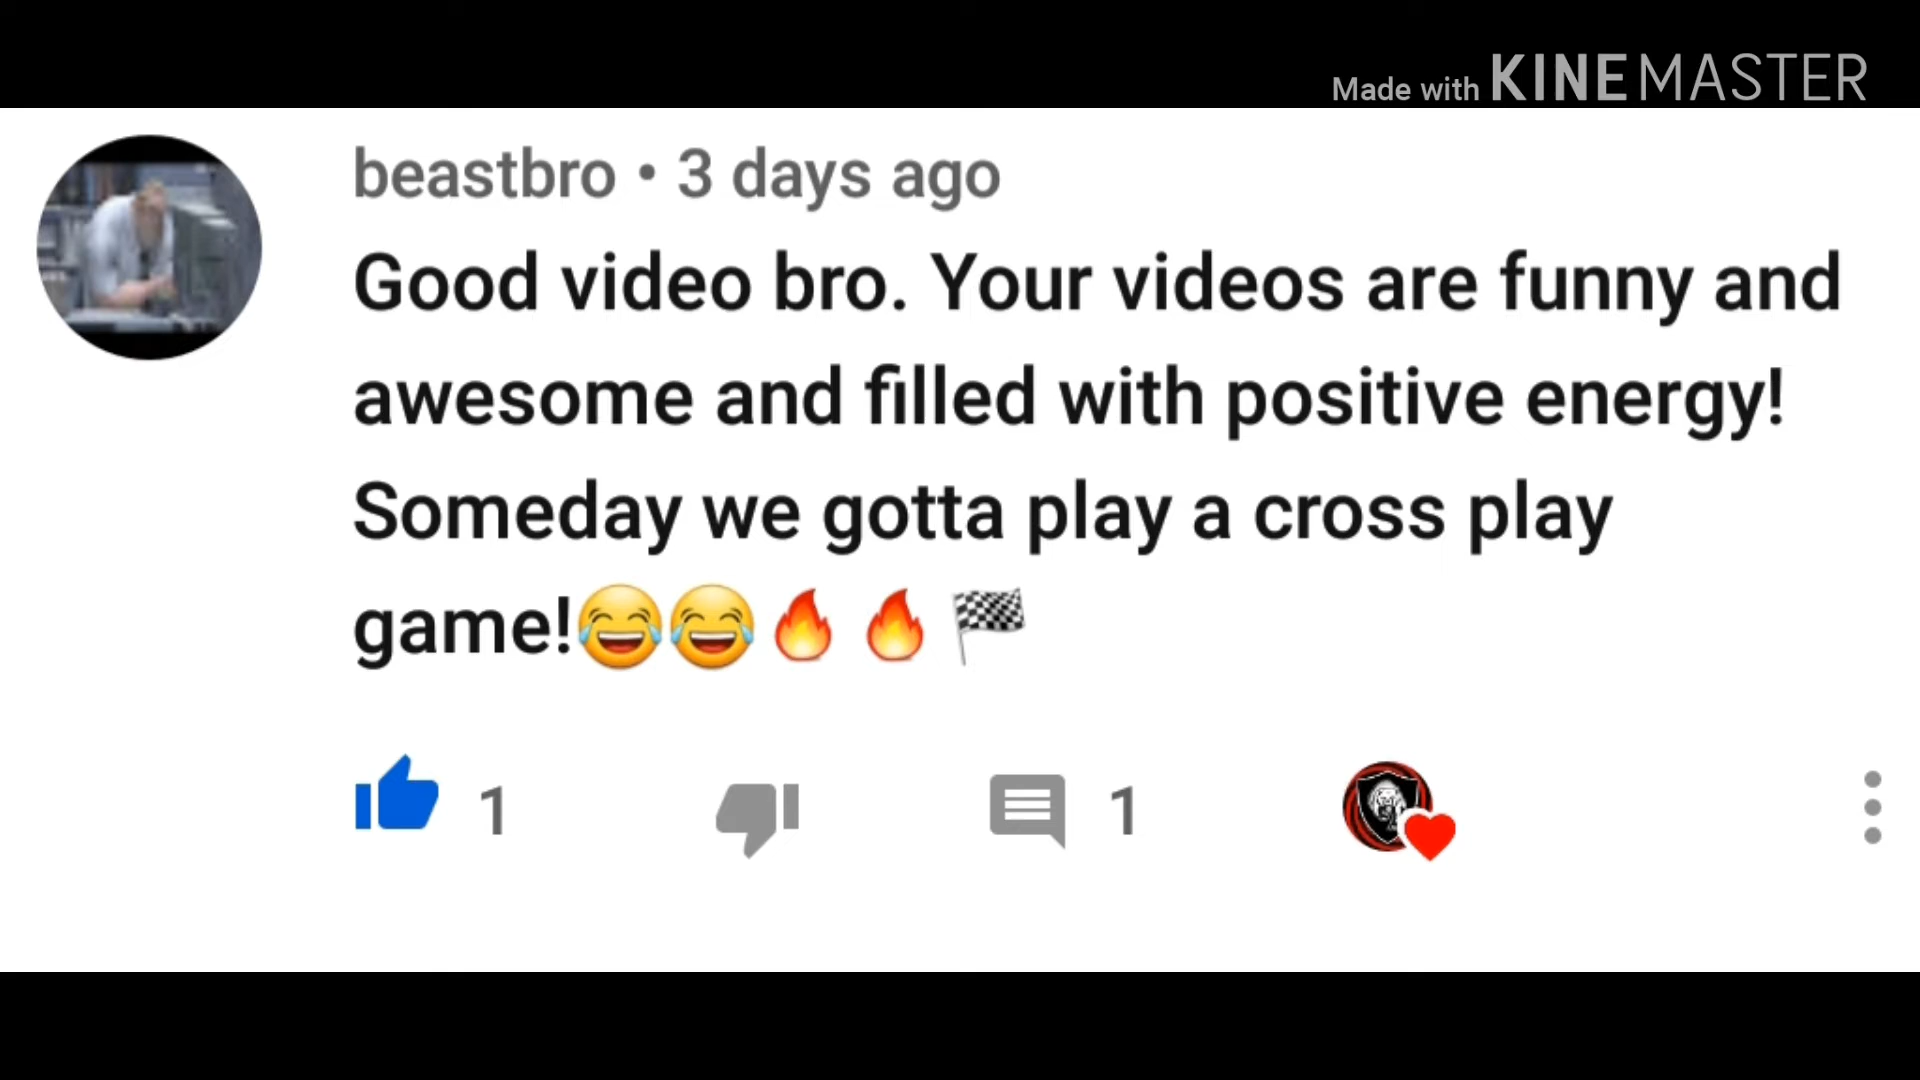 Made with KINEMASTER
beastbro • 3 days ago
Good video bro. Your videos are funny and
awesome and filled with positive energy!
Someday we gotta play a cross play
game!😂😂🔥🔥🏁
1 1